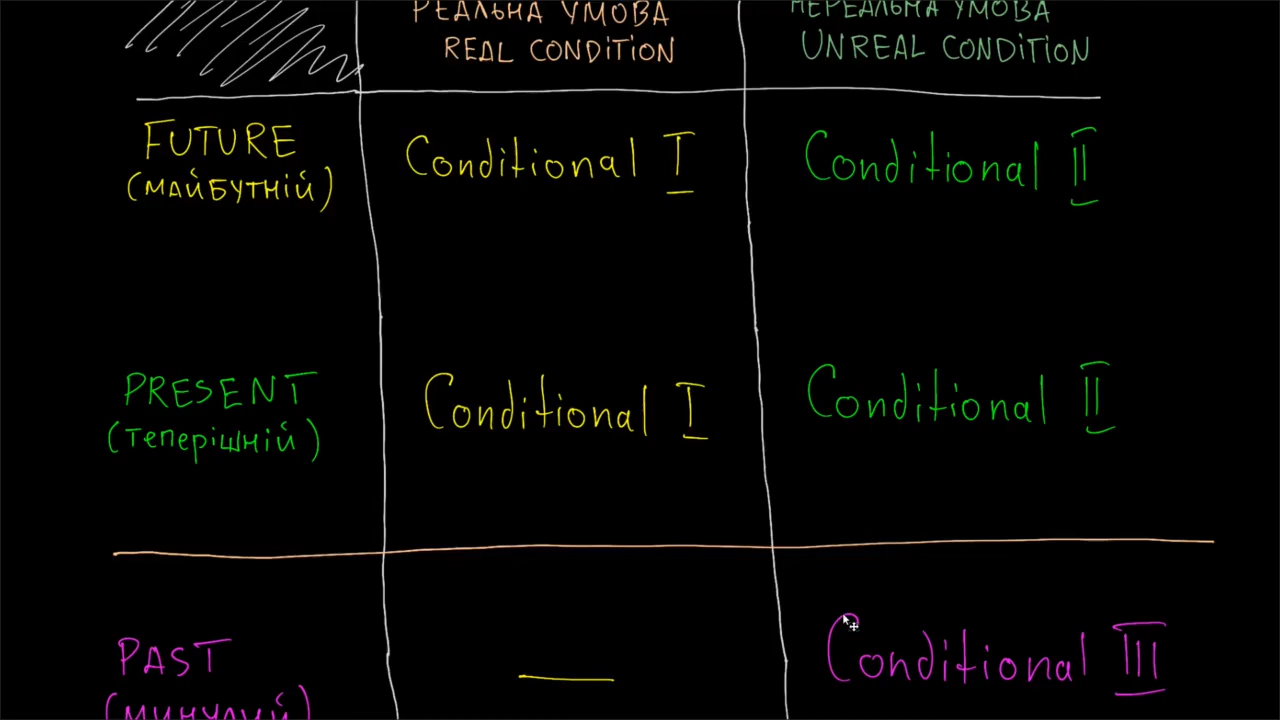 РЕАЛЬНА УМОВА
REAL CONDITION
НЕРЕАЛЬНА УМОВА
UNREAL CONDITION
FUTURE
(МАЙБУТНІЙ)
Conditional I
Conditional II
PRESENT
(Теперішній)
Conditional I
Conditional II
PAST
(минулий)
Conditional III